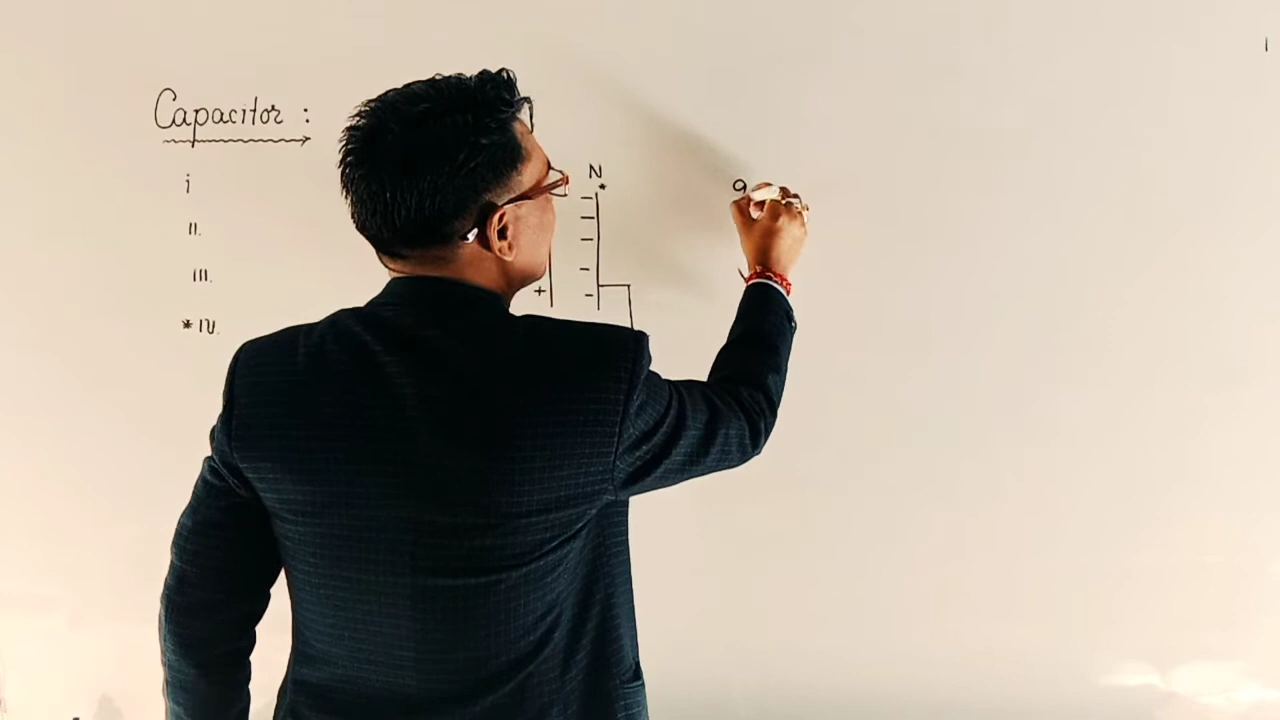 Capacitor :
i
ii.
iii.
* iv.
N
*
-
-
-
-
+ -
q